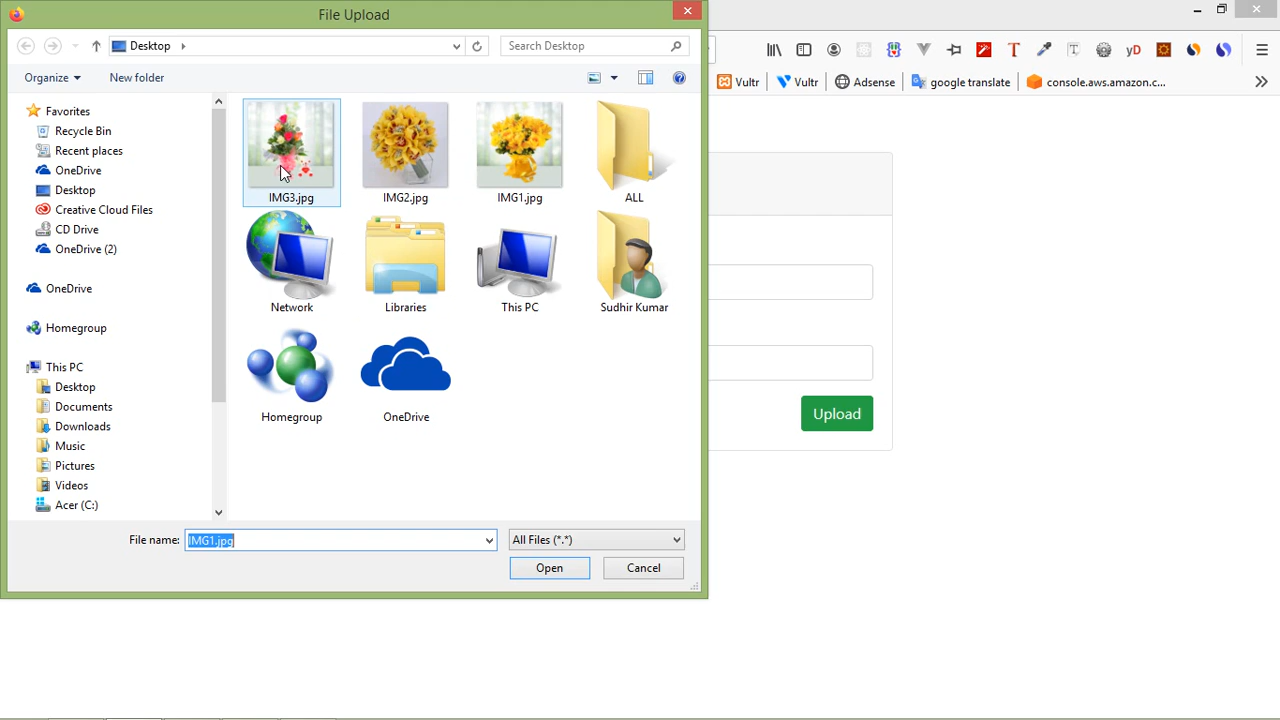 File Upload
Desktop
Search Desktop
Organize
New folder
Favorites
Recycle Bin
Recent places
OneDrive
Desktop
Creative Cloud Files
CD Drive
OneDrive (2)
OneDrive
Homegroup
This PC
Desktop
Documents
Downloads
Music
Pictures
Videos
Acer (C:)
IMG3.jpg
IMG2.jpg
IMG1.jpg
ALL
Network
Libraries
This PC
Sudhir Kumar
Homegroup
OneDrive
File name:
IMG1.jpg
All Files (*.*)
Open
Cancel
T
T
yD
Vultr
Vultr
Adsense
google translate
console.aws.amazon.c...
Upload